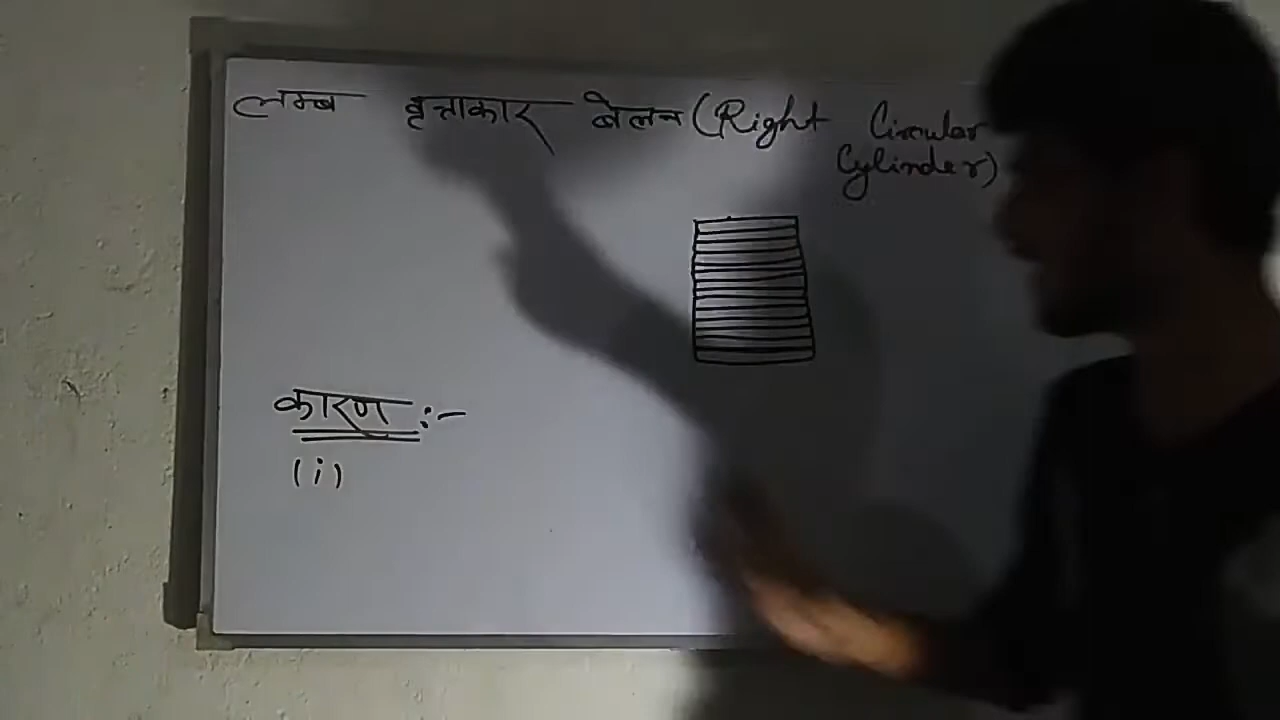 लम्ब वृत्ताकार बेलन (Right Circular
Cylinder)
कारण :-
(i)